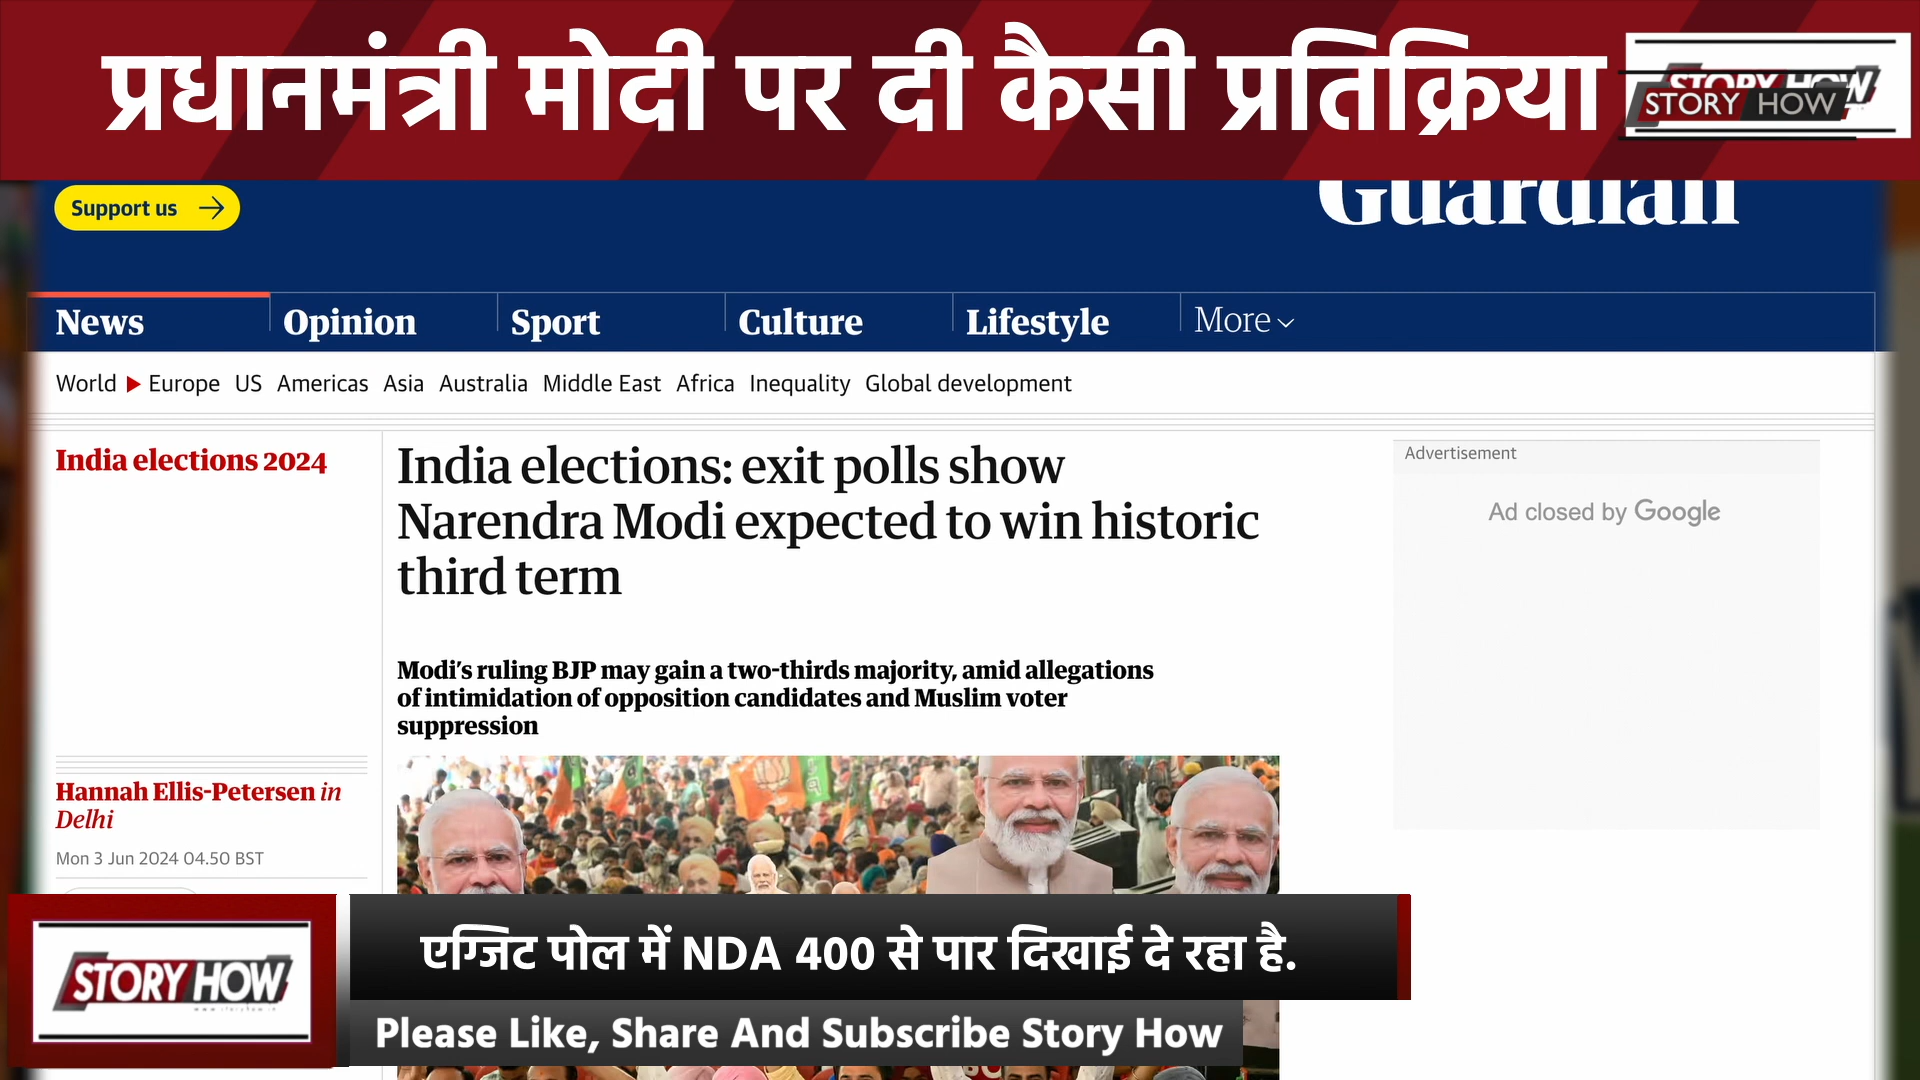 प्रधानमंत्री मोदी पर दी कैसी प्रतिक्रिया
STORY HOW
STORY HOW
Support us
Guardian
News
Opinion
Sport
Culture
Lifestyle
More
World
Europe
US
Americas
Asia
Australia
Middle East
Africa
Inequality
Global development
India elections 2024
India elections: exit polls show
Narendra Modi expected to win historic
third term
Advertisement
Ad closed by Google
Modi's ruling BJP may gain a two-thirds majority, amid allegations
of intimidation of opposition candidates and Muslim voter
suppression
Hannah Ellis-Petersen in
Delhi
Mon 3 Jun 2024 04.50 BST
एग्जिट पोल में NDA 400 से पार दिखाई दे रहा है.
STORY HOW
Please Like, Share And Subscribe Story How